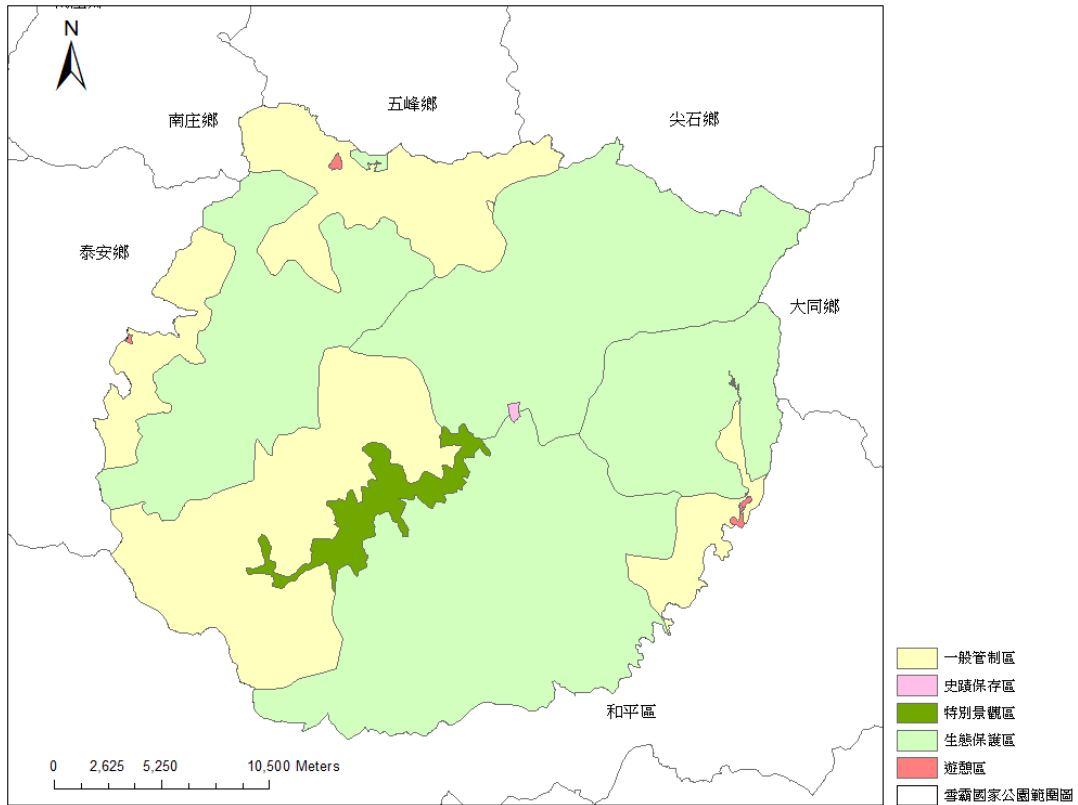 N
五峰鄉
南庄鄉
尖石鄉
泰安鄉
大同鄉
和平區
0 2,625 5,250 10,500 Meters
一般管制區
史蹟保存區
特別景觀區
生態保護區
遊憩區
雪霸國家公園範圍圖